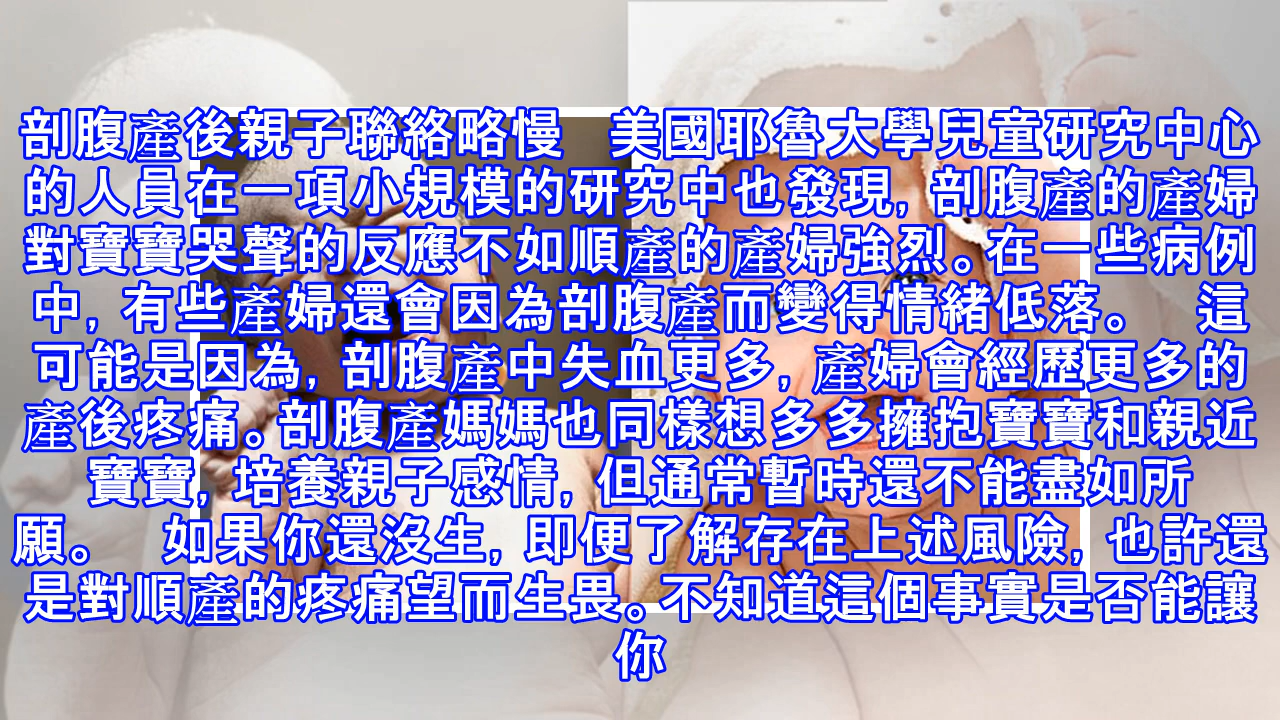 剖腹產後親子聯絡略慢　美國耶魯大學兒童研究中心
的人員在一項小規模的研究中也發現, 剖腹產的產婦
對寶寶哭聲的反應不如順產的產婦強烈。在一些病例
中, 有些產婦還會因為剖腹產而變得情緒低落。　這
可能是因為, 剖腹產中失血更多, 產婦會經歷更多的
產後疼痛。剖腹產媽媽也同樣想多多擁抱寶寶和親近
寶寶, 培養親子感情, 但通常暫時還不能盡如所
願。　如果你還沒生, 即便了解存在上述風險, 也許還
是對順產的疼痛望而生畏。不知道這個事實是否能讓
你